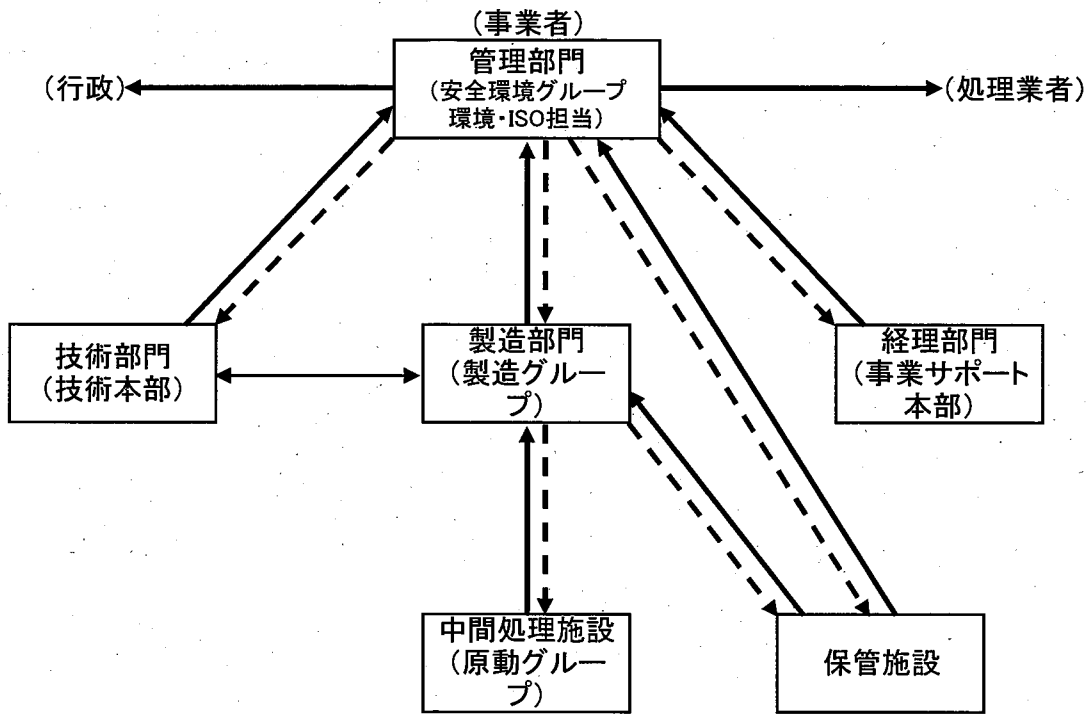 (事業者)
管理部門
(安全環境グループ
環境・ISO担当)
(行政)
(処理業者)
技術部門
(技術本部)
製造部門
(製造グルー
プ)
経理部門
(事業サポート
本部)
中間処理施設
(原動グルー
プ)
保管施設